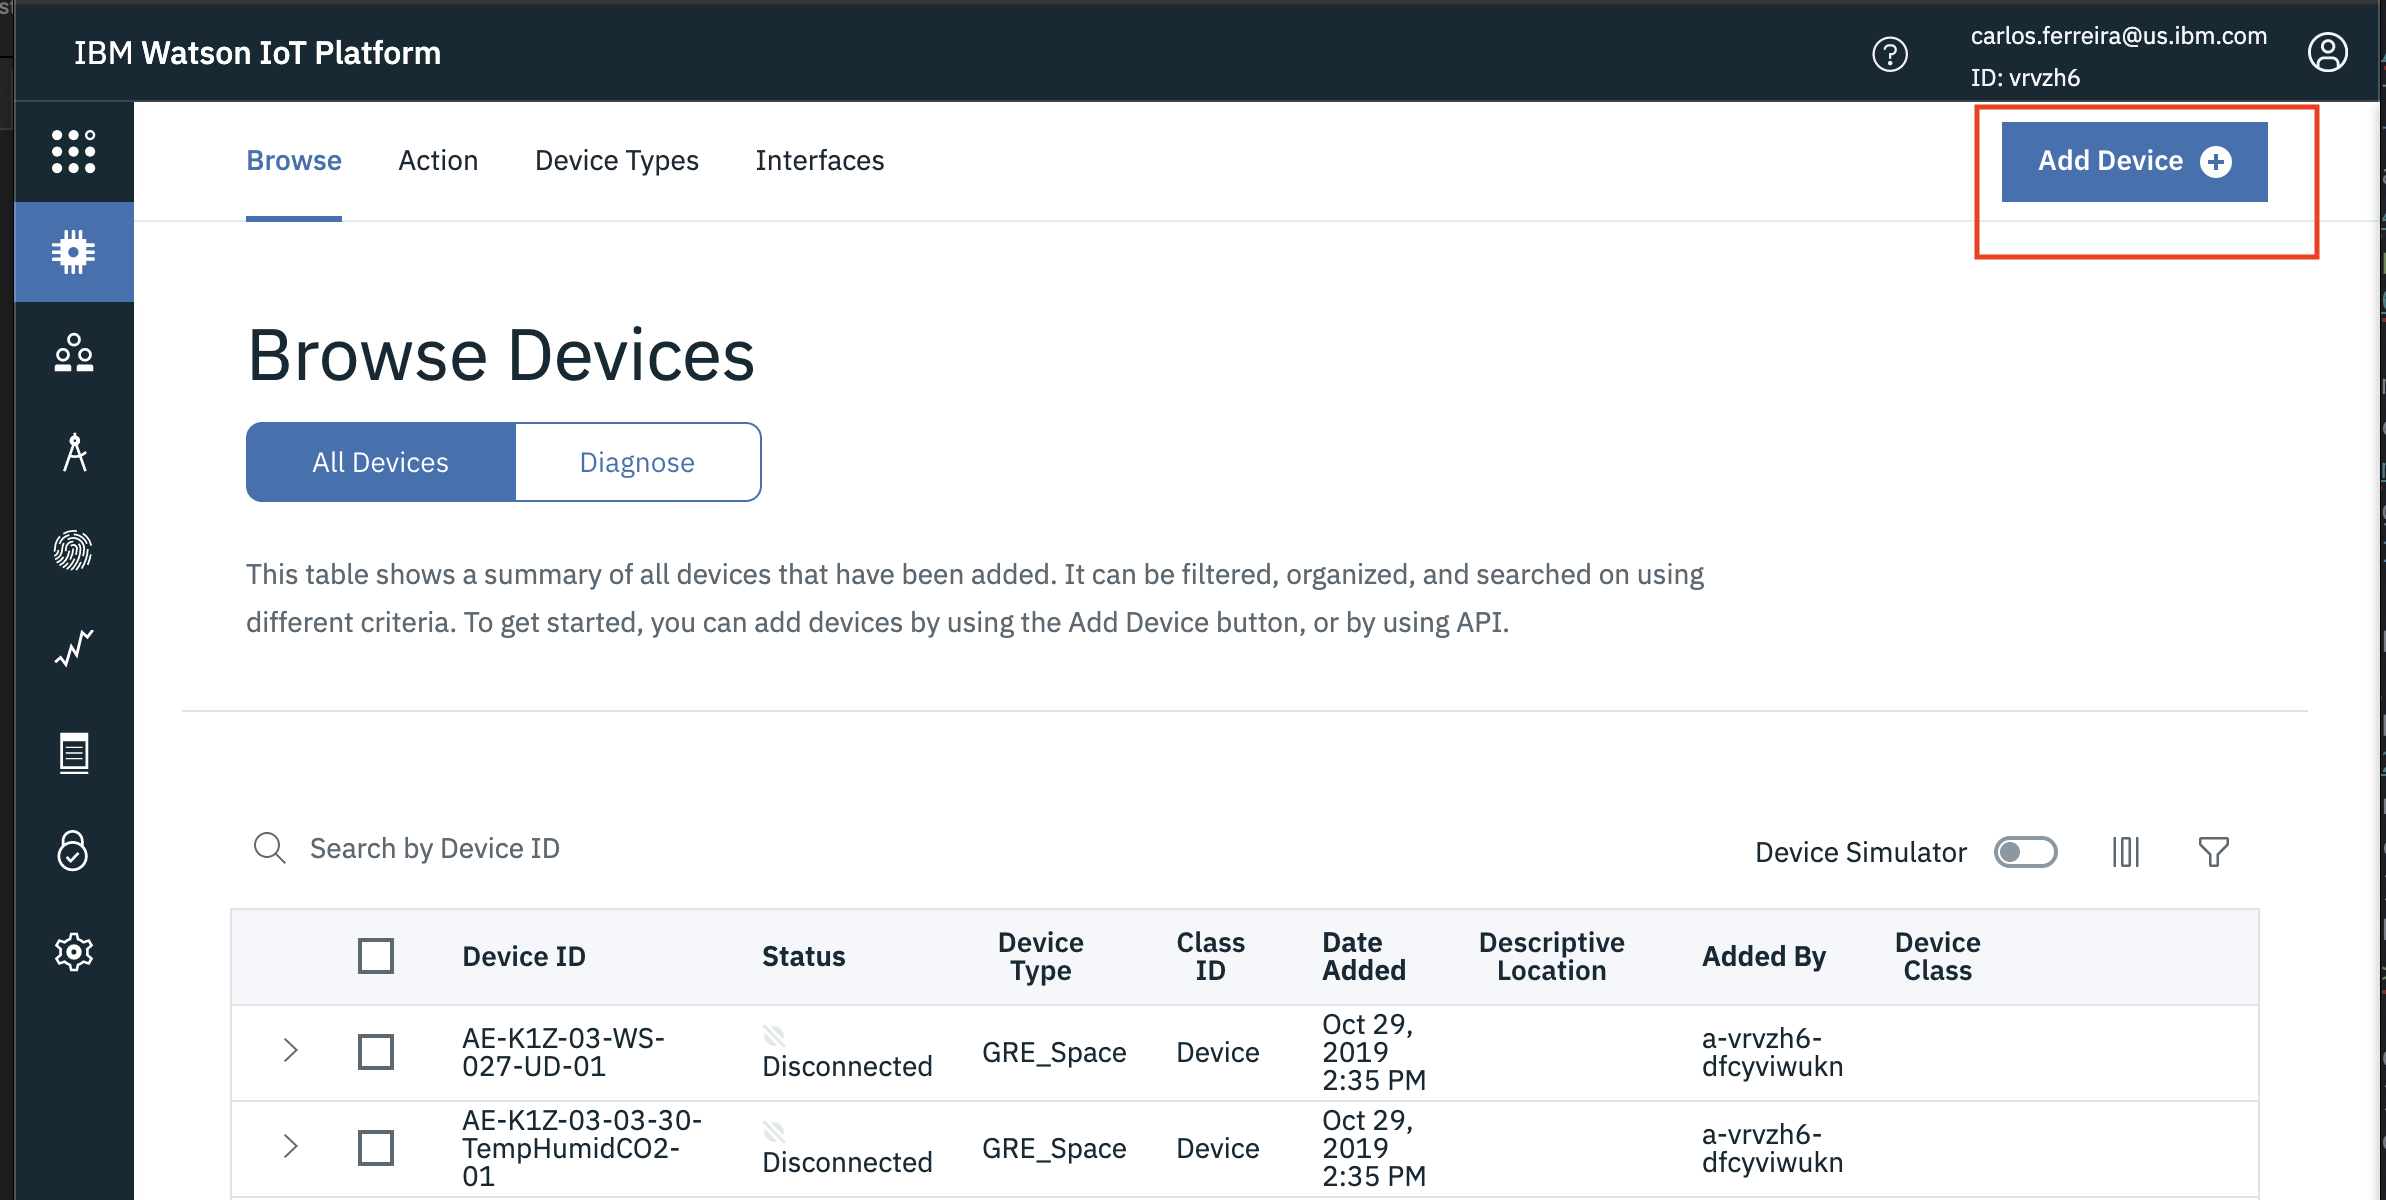 IBM Watson IoT Platform
carlos.ferreira@us.ibm.com
ID: vrvzh6
Browse
Action
Device Types
Interfaces
Add Device
Browse Devices
All Devices
Diagnose
This table shows a summary of all devices that have been added. It can be filtered, organized, and searched on using
different criteria. To get started, you can add devices by using the Add Device button, or by using API.
Search by Device ID
Device Simulator
Device ID
Status
Device
Type
Class
ID
Date
Added
Descriptive
Location
Added By
Device
Class
AE-K1Z-03-WS-
027-UD-01
Disconnected
GRE_Space
Device
Oct 29,
2019
2:35 PM
a-vrvzh6-
dfcyviwukn
AE-K1Z-03-03-30-
TempHumidCO2-
01
Disconnected
GRE_Space
Device
Oct 29,
2019
2:35 PM
a-vrvzh6-
dfcyviwukn